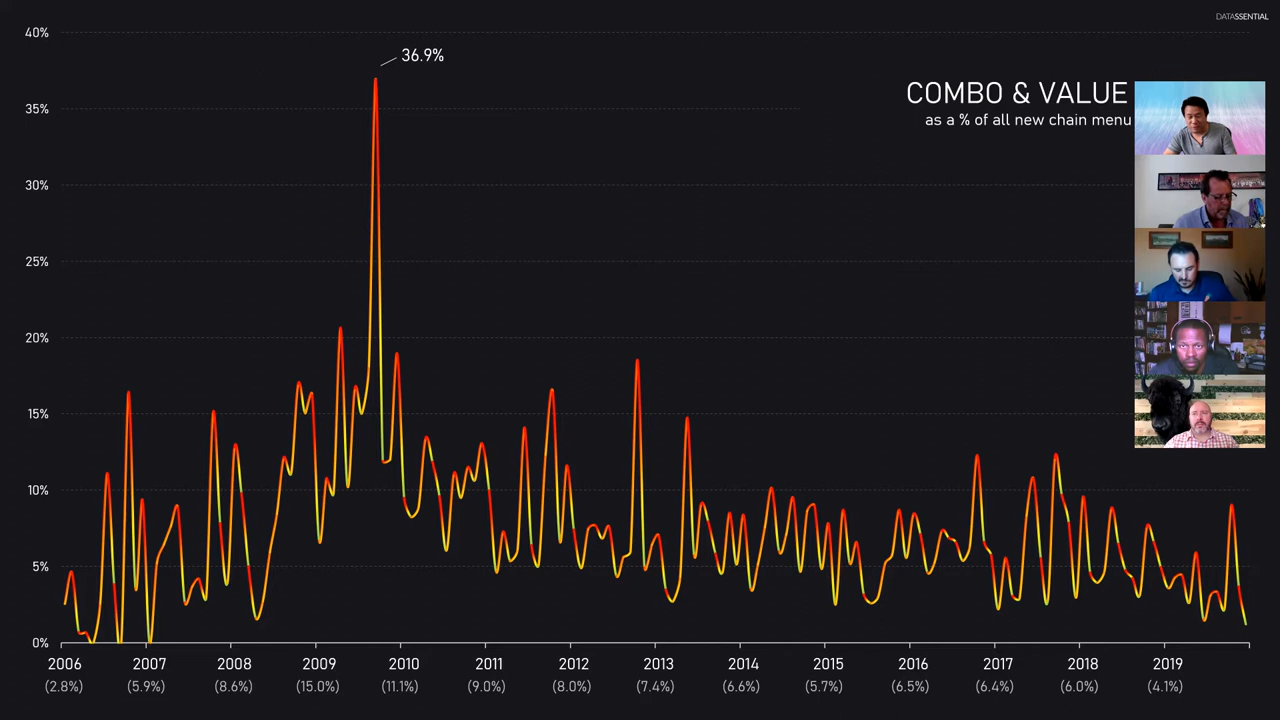 DATASSENTIAL
40%
36.9%
COMBO & VALUE
as a % of all new chain menu
35%
30%
25%
20%
15%
10%
5%
0%
2006 2007 2008 2009 2010 2011 2012 2013 2014 2015 2016 2017 2018 2019
(2.8%) (5.9%) (8.6%) (15.0%) (11.1%) (9.0%) (8.0%) (7.4%) (6.6%) (5.7%) (6.5%) (6.4%) (6.0%) (4.1%)